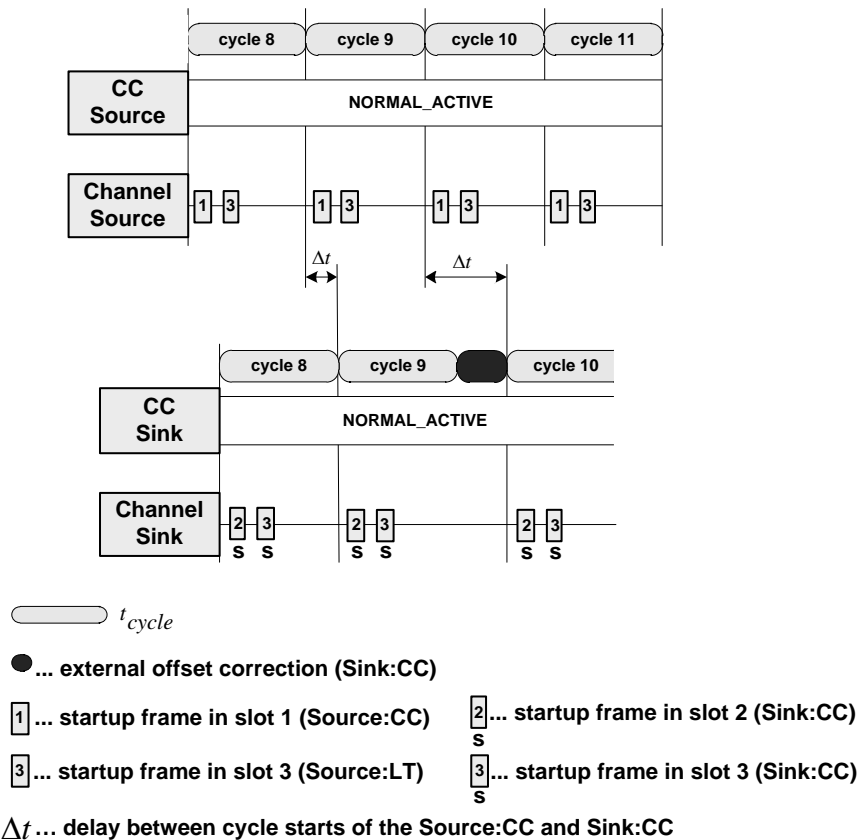 cycle 8 cycle 9 cycle 10 cycle 11
CC
Source
NORMAL_ACTIVE
Channel
Source
1 3 1 3 1 3 1 3
Δt Δt
cycle 8 cycle 9 cycle 10
CC
Sink
NORMAL_ACTIVE
Channel
Sink
2 3 2 3 2 3
s s s s s s
t_cycle
... external offset correction (Sink:CC)
1 ... startup frame in slot 1 (Source:CC)
2 ... startup frame in slot 2 (Sink:CC)
s
3 ... startup frame in slot 3 (Source:LT)
3 ... startup frame in slot 3 (Sink:CC)
s
Δt ... delay between cycle starts of the Source:CC and Sink:CC